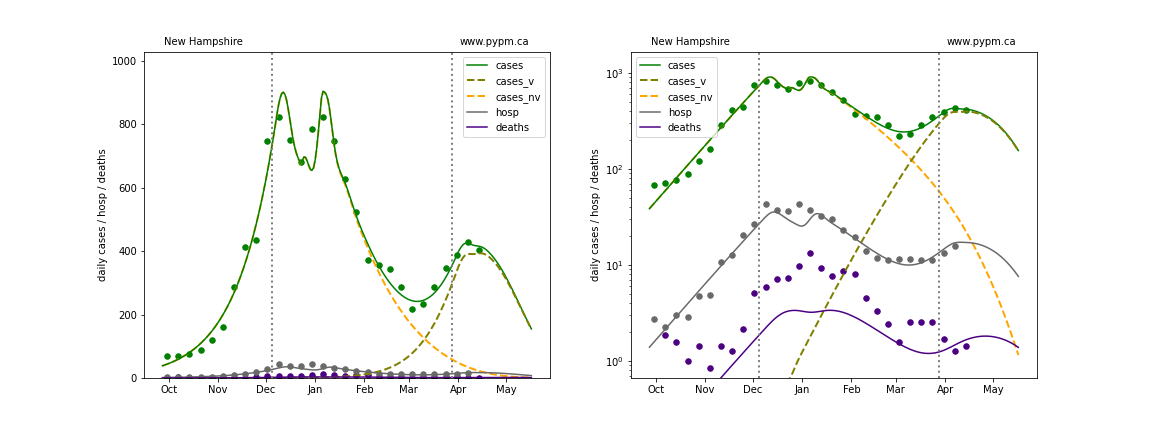 New Hampshire www.pypm.ca
1000
800
600
400
200
0
daily cases / hosp / deaths
cases
cases_v
cases_nv
hosp
deaths
Oct Nov Dec Jan Feb Mar Apr May
New Hampshire www.pypm.ca
10³
10²
10¹
10⁰
daily cases / hosp / deaths
cases
cases_v
cases_nv
hosp
deaths
Oct Nov Dec Jan Feb Mar Apr May